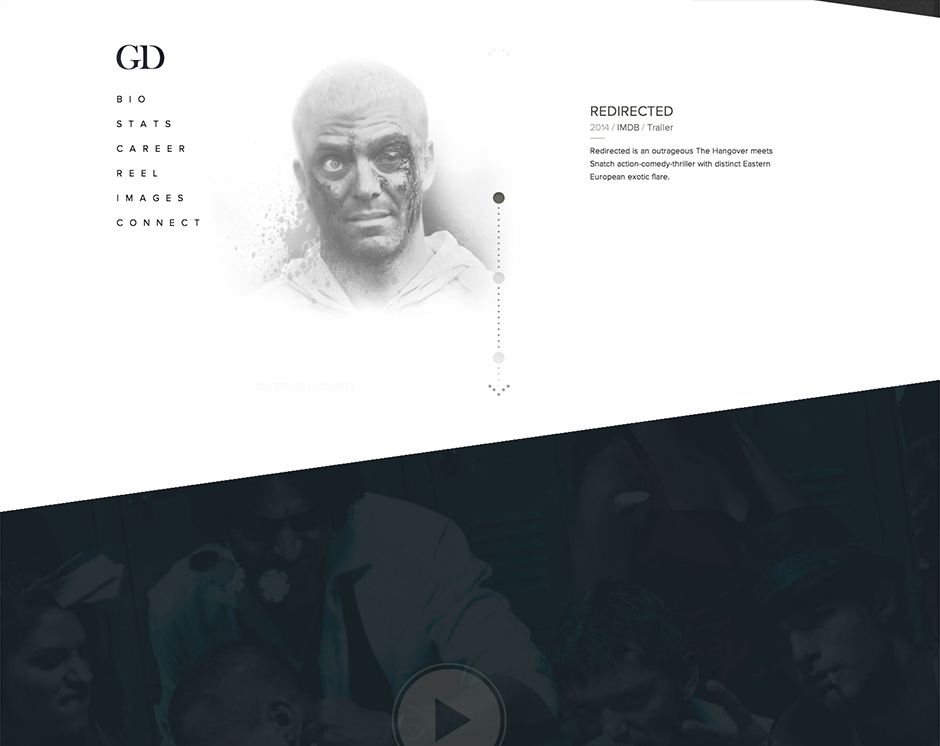 GD
BIO
STATS
CAREER
REEL
IMAGES
CONNECT
REDIRECTED
2014 / IMDB / Trailer
Redirected is an outrageous The Hangover meets
Snatch action-comedy-thriller with distinct Eastern
European exotic flare.
BATTLE LIZARD